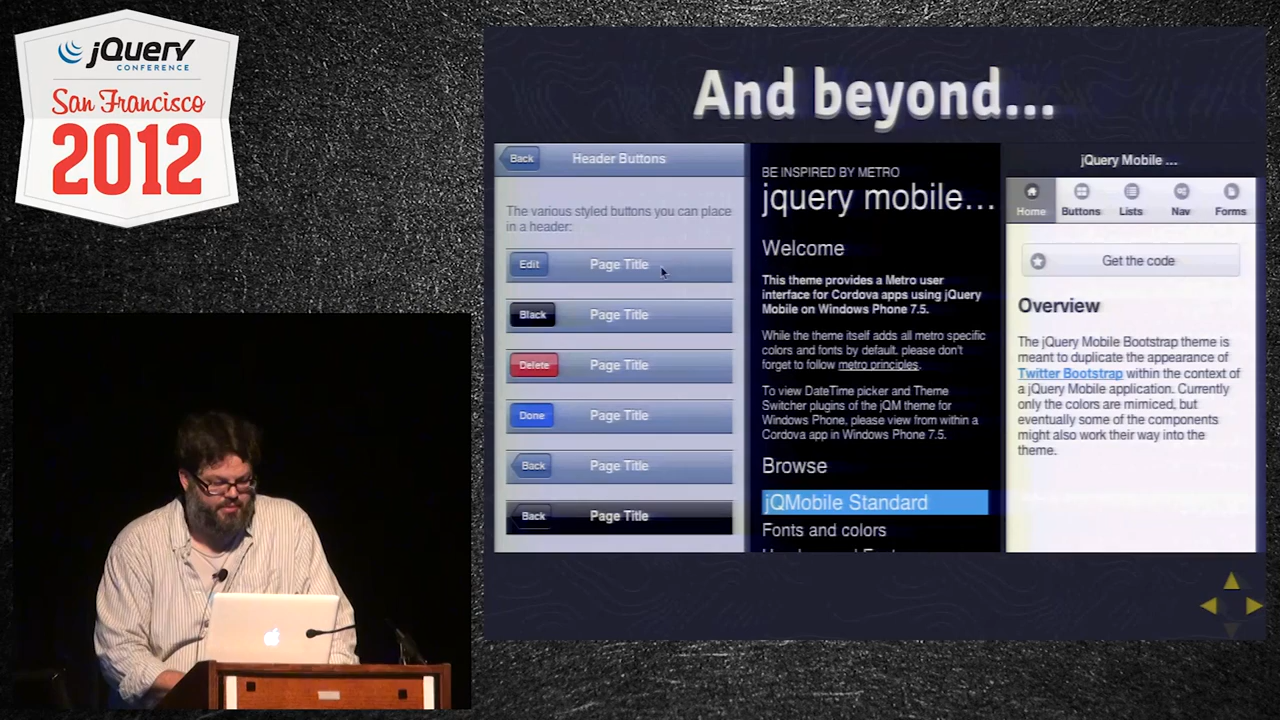 jQuery
CONFERENCE
San Francisco
2012
And beyond...
Back
Header Buttons
The various styled buttons you can place
in a header:
Edit
Page Title
Black
Page Title
Delete
Page Title
Done
Page Title
Back
Page Title
Back
Page Title
BE INSPIRED BY METRO
jquery mobile...
Welcome
This theme provides a Metro user
interface for Cordova apps using jQuery
Mobile on Windows Phone 7.5.
While the theme itself adds all metro specific
colors and fonts by default, please don't
forget to follow metro principles.
To view DateTime picker and Theme
Switcher plugins of the jQM theme for
Windows Phone, please view from within a
Cordova app in Windows Phone 7.5.
Browse
jQMobile Standard
Fonts and colors
jQuery Mobile ...
Home
Buttons
Lists
Nav
Forms
Get the code
Overview
The jQuery Mobile Bootstrap theme is
meant to duplicate the appearance of
Twitter Bootstrap within the context of
a jQuery Mobile application. Currently
only the colors are mimiced, but
eventually some of the components
might also work their way into the
theme.